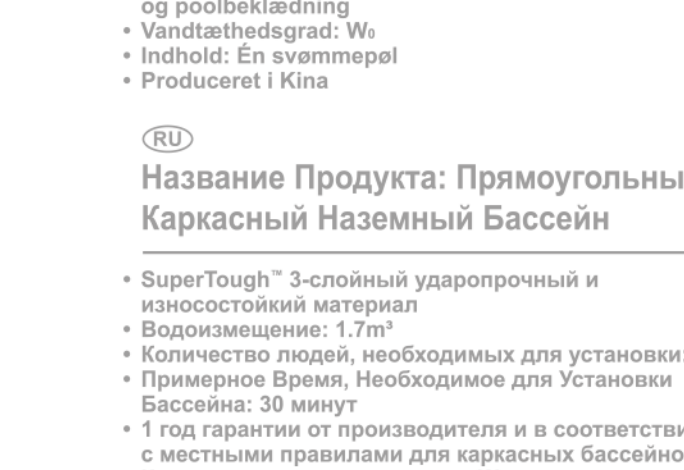 og poolbeklædning
• Vandtæthedsgrad: W₀
• Indhold: Én svømmepøl
• Produceret i Kina
RU
Название Продукта: Прямоугольны
Каркасный Наземный Бассейн
• SuperTough™ 3-слойный ударопрочный и
износостойкий материал
• Водоизмещение: 1.7m³
• Количество людей, необходимых для установки:
• Примерное Время, Необходимое для Установки
Бассейна: 30 минут
• 1 год гарантии от производителя и в соответстви
с местными правилами для каркасных бассейно